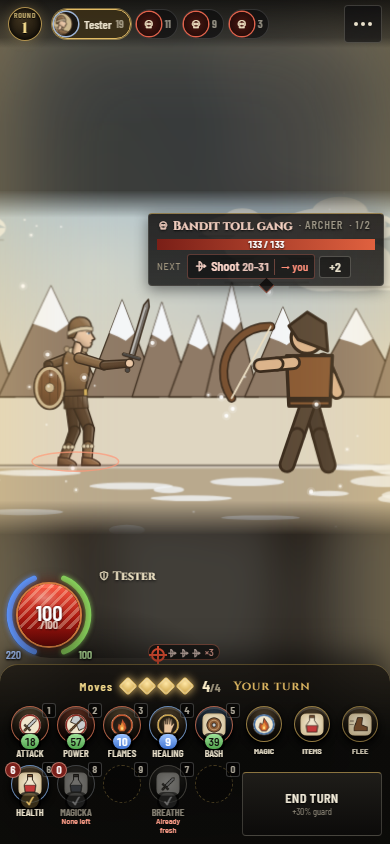 ROUND
1
Tester 19
11
9
3
BANDIT TOLL GANG · ARCHER · 1/2
133 / 133
NEXT
Shoot 20-31 → you
+2
TESTER
100
/100
220
100
×3
Moves 4/4 YOUR TURN
1
2
3
4
5
18
57
10
9
39
ATTACK
POWER
FLAMES
HEALING
BASH
MAGIC
ITEMS
FLEE
6
6
0
8
9
7
0
HEALTH
MAGICKA
None left
BREATHE
Already
fresh
END TURN
+30% guard